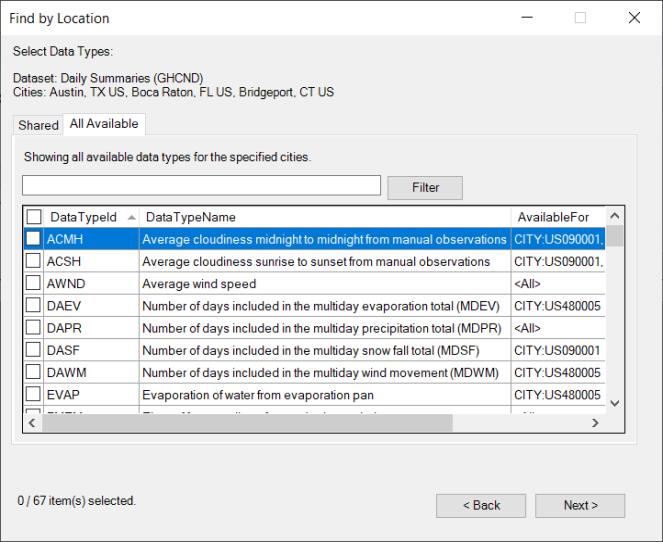 Find by Location
Select Data Types:
Dataset: Daily Summaries (GHCND)
Cities: Austin, TX US, Boca Raton, FL US, Bridgeport, CT US
Shared All Available
Showing all available data types for the specified cities.
Filter
DataTypeId DataTypeName AvailableFor
ACMH Average cloudiness midnight to midnight from manual observations CITY:US090001,
ACSH Average cloudiness sunrise to sunset from manual observations CITY:US090001,
AWND Average wind speed <All>
DAEV Number of days included in the multiday evaporation total (MDEV) CITY:US480005
DAPR Number of days included in the multiday precipitation total (MDPR) <All>
DASF Number of days included in the multiday snow fall total (MDSF) CITY:US090001
DAWM Number of days included in the multiday wind movement (MDWM) CITY:US480005
EVAP Evaporation of water from evaporation pan CITY:US480005
0 / 67 item(s) selected.
< Back Next >